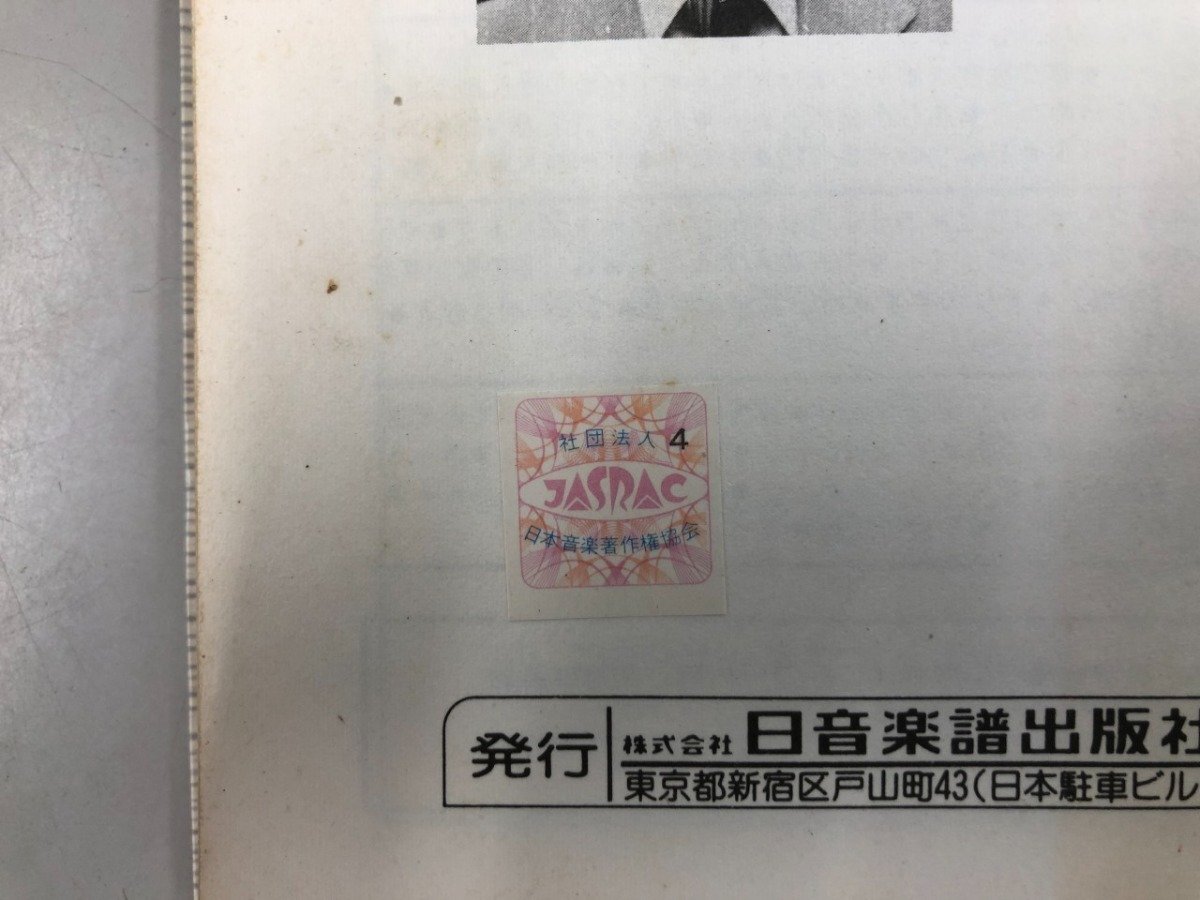 社団法人 4
JASRAC
日本音楽著作権協会
発行
株式会社 日音楽譜出版社
東京都新宿区戸山町43(日本駐車ビル